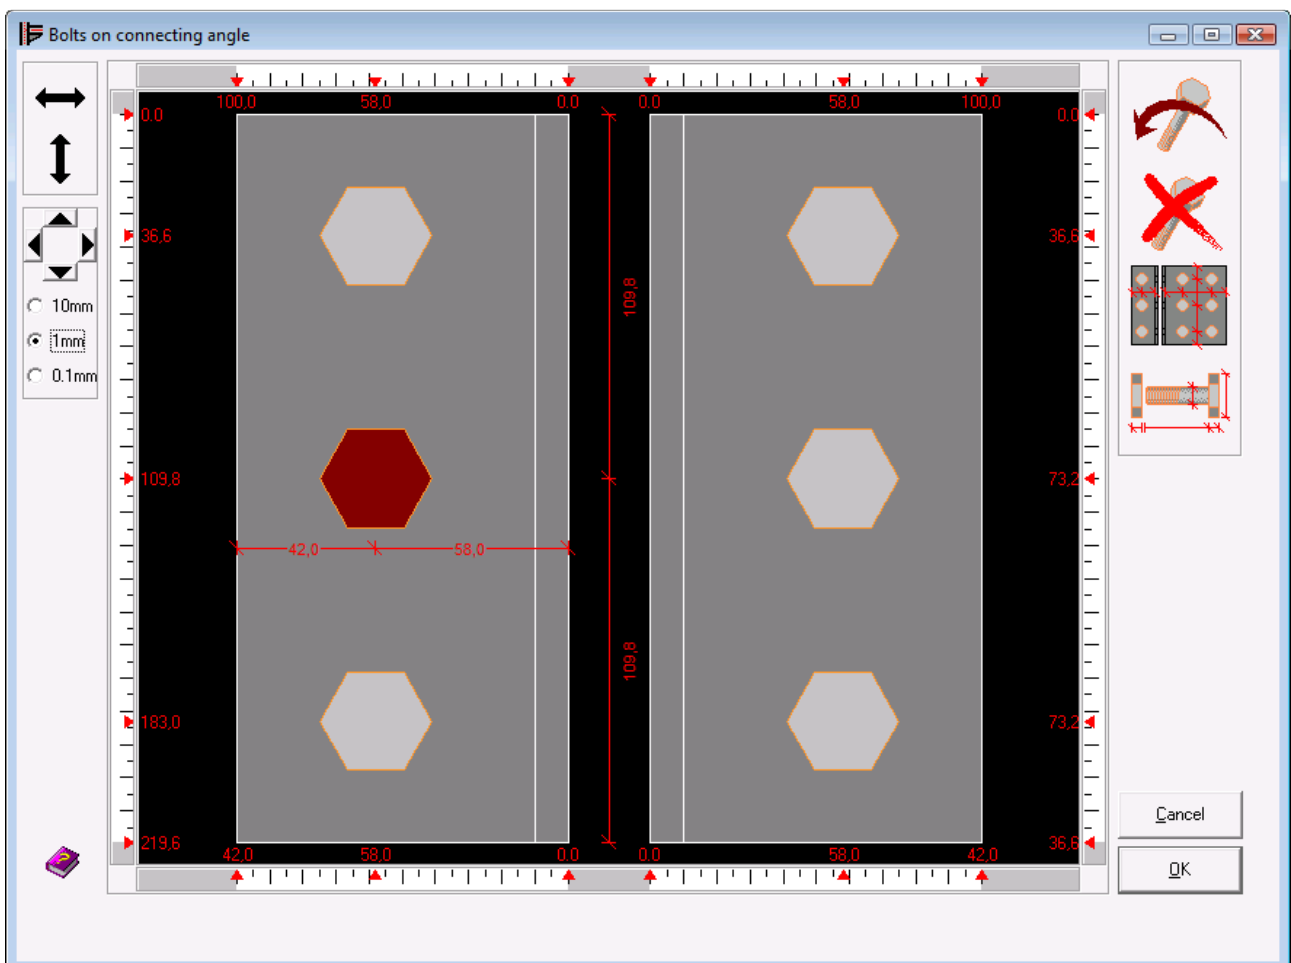 Bolts on connecting angle
100,0 58,0 0.0 0.0 58,0 100,0
0.0 0.0
36,6 36,6
109,8
10mm
1mm
0.1mm
109,8 73,2
42,0 58,0
109,8
183,0 73,2
219,6 36,6
42,0 58,0 0.0 0.0 58,0 42,0
?
Cancel
OK